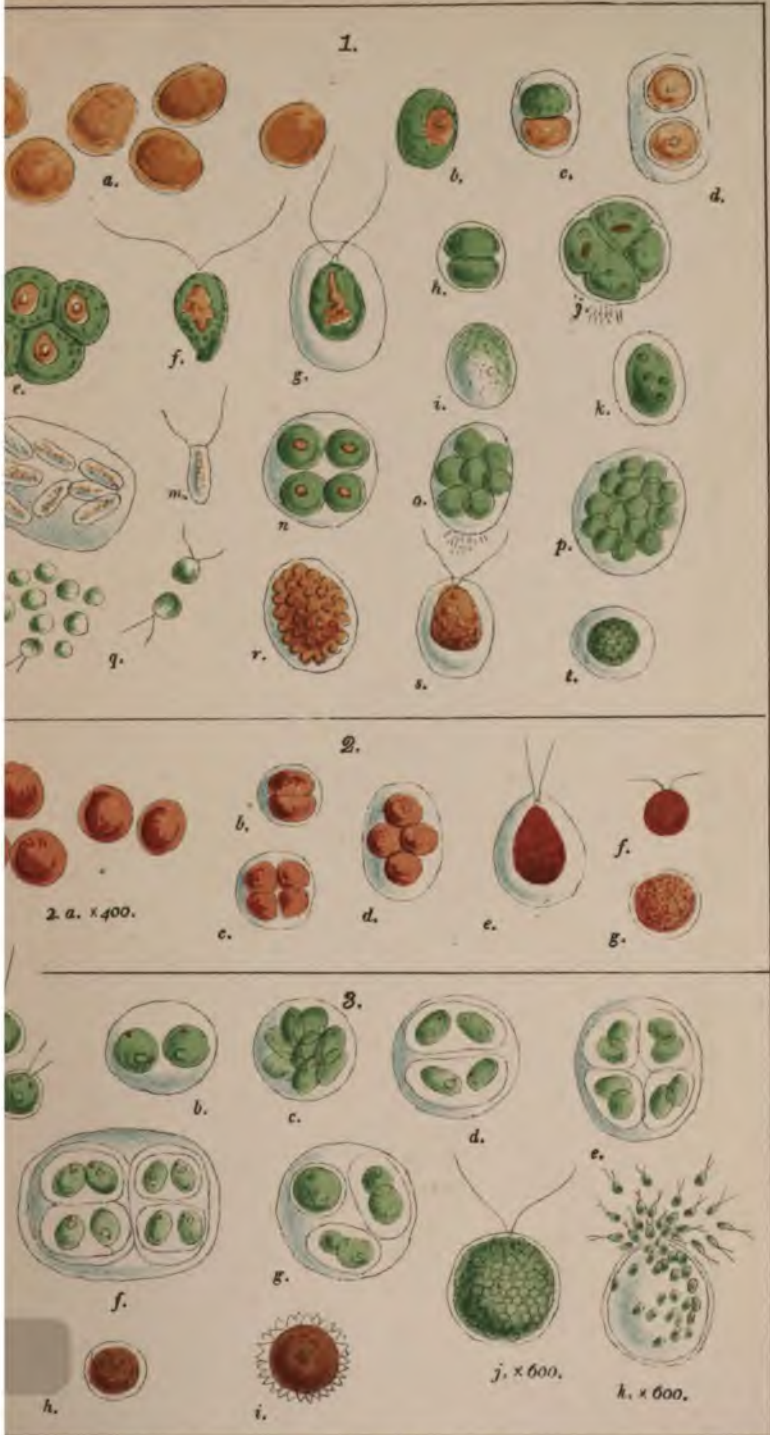 1.
a.
b.
c.
d.
e.
f.
g.
h.
i.
j.
k.
m.
n
o.
p.
q.
r.
s.
t.
2.
2. a. ×400.
b.
c.
d.
e.
f.
g.
3.
b.
c.
d.
e.
f.
g.
h.
i.
j. × 600.
k. × 600.